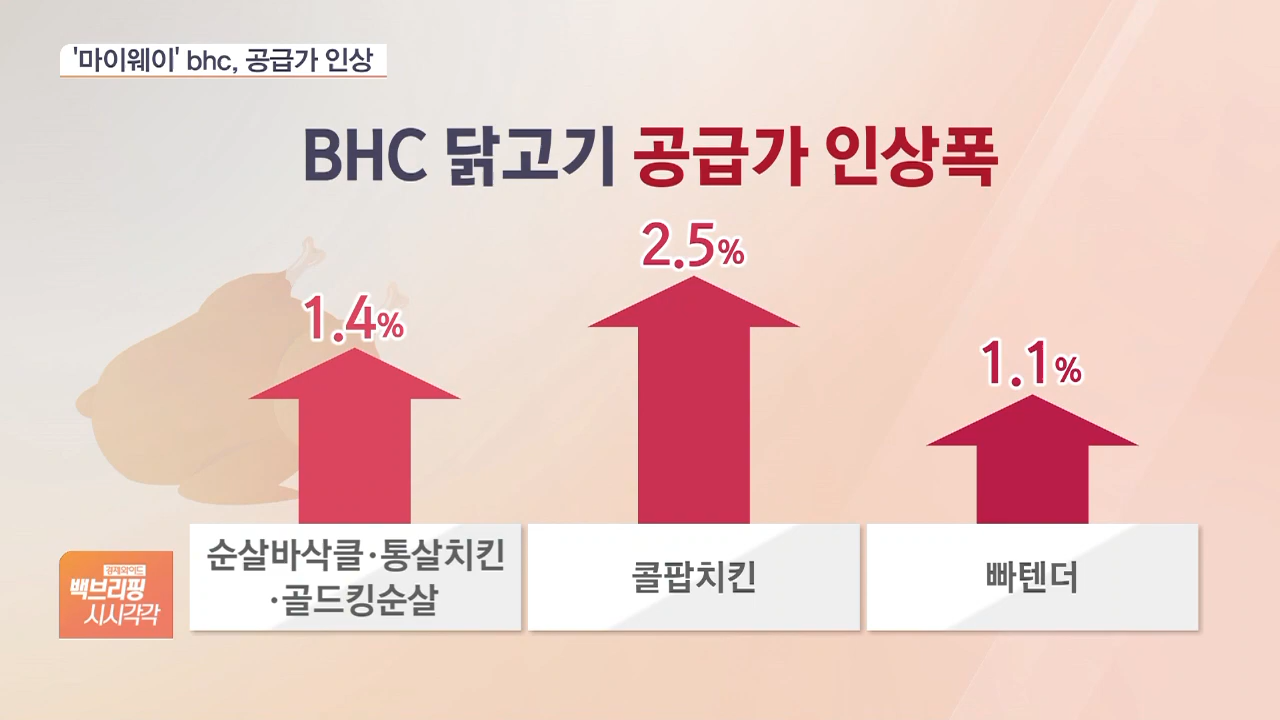 '마이웨이' bhc, 공급가 인상
BHC 닭고기 공급가 인상폭
2.5%
1.4%
1.1%
순살바삭클·통살치킨
·골드킹순살
콜팝치킨
빠텐더
경제와이드
백브리핑
시시각각